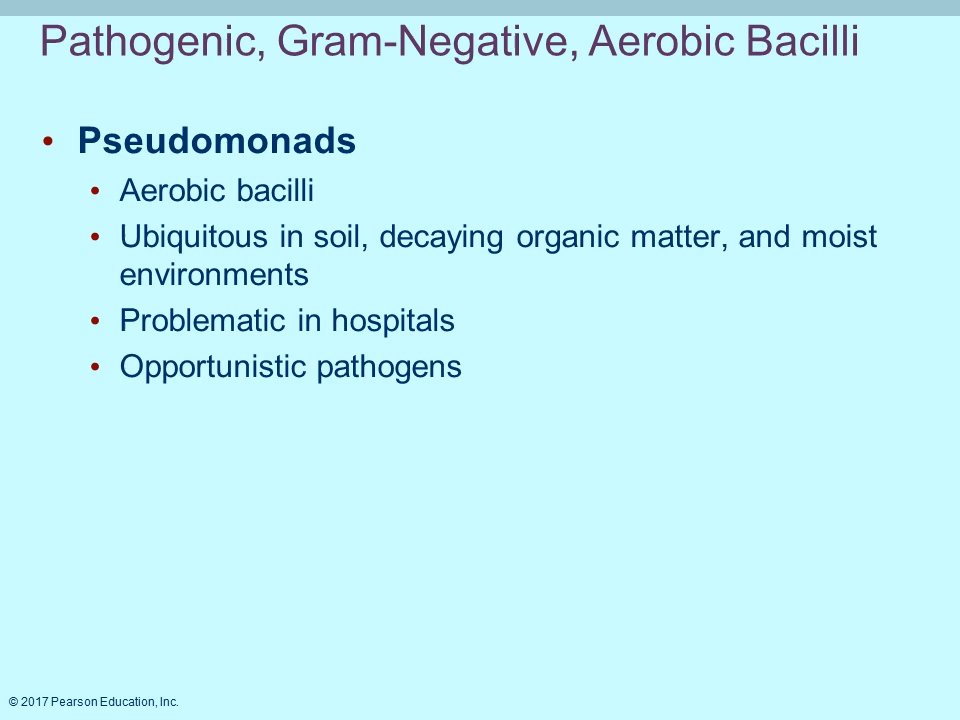 Pathogenic, Gram-Negative, Aerobic Bacilli
• Pseudomonads
• Aerobic bacilli
• Ubiquitous in soil, decaying organic matter, and moist
environments
• Problematic in hospitals
• Opportunistic pathogens
© 2017 Pearson Education, Inc.